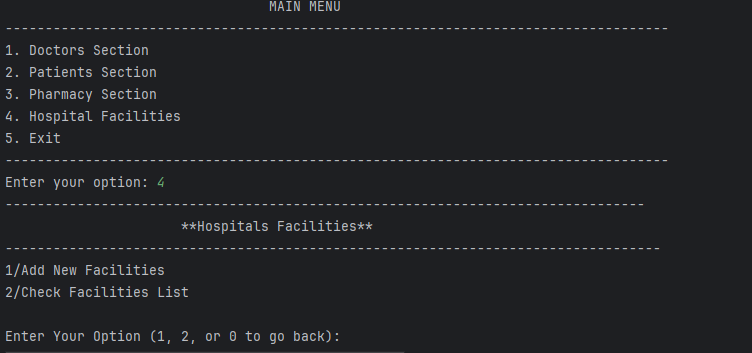 MAIN MENU
-----------------------------------------------------------------------------------
1. Doctors Section
2. Patients Section
3. Pharmacy Section
4. Hospital Facilities
5. Exit
-----------------------------------------------------------------------------------
Enter your option: 4
--------------------------------------------------------------------------------
**Hospitals Facilities**
----------------------------------------------------------------------------------
1/Add New Facilities
2/Check Facilities List
Enter Your Option (1, 2, or 0 to go back):